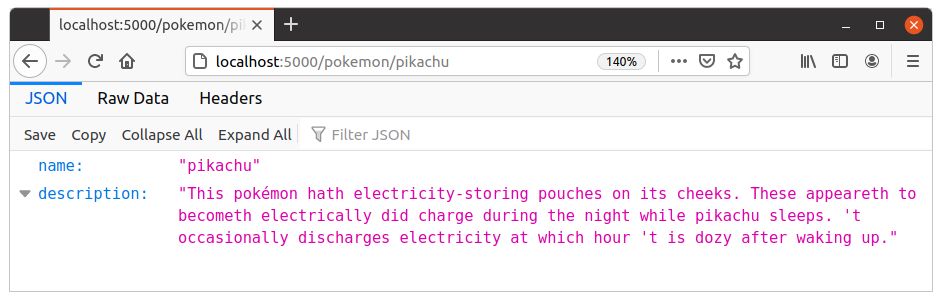 localhost:5000/pokemon/pi
localhost:5000/pokemon/pikachu 140%
JSON Raw Data Headers
Save Copy Collapse All Expand All Filter JSON
name: "pikachu"
description: "This pokémon hath electricity-storing pouches on its cheeks. These appeareth to
becometh electrically did charge during the night while pikachu sleeps. 't
occasionally discharges electricity at which hour 't is dozy after waking up."